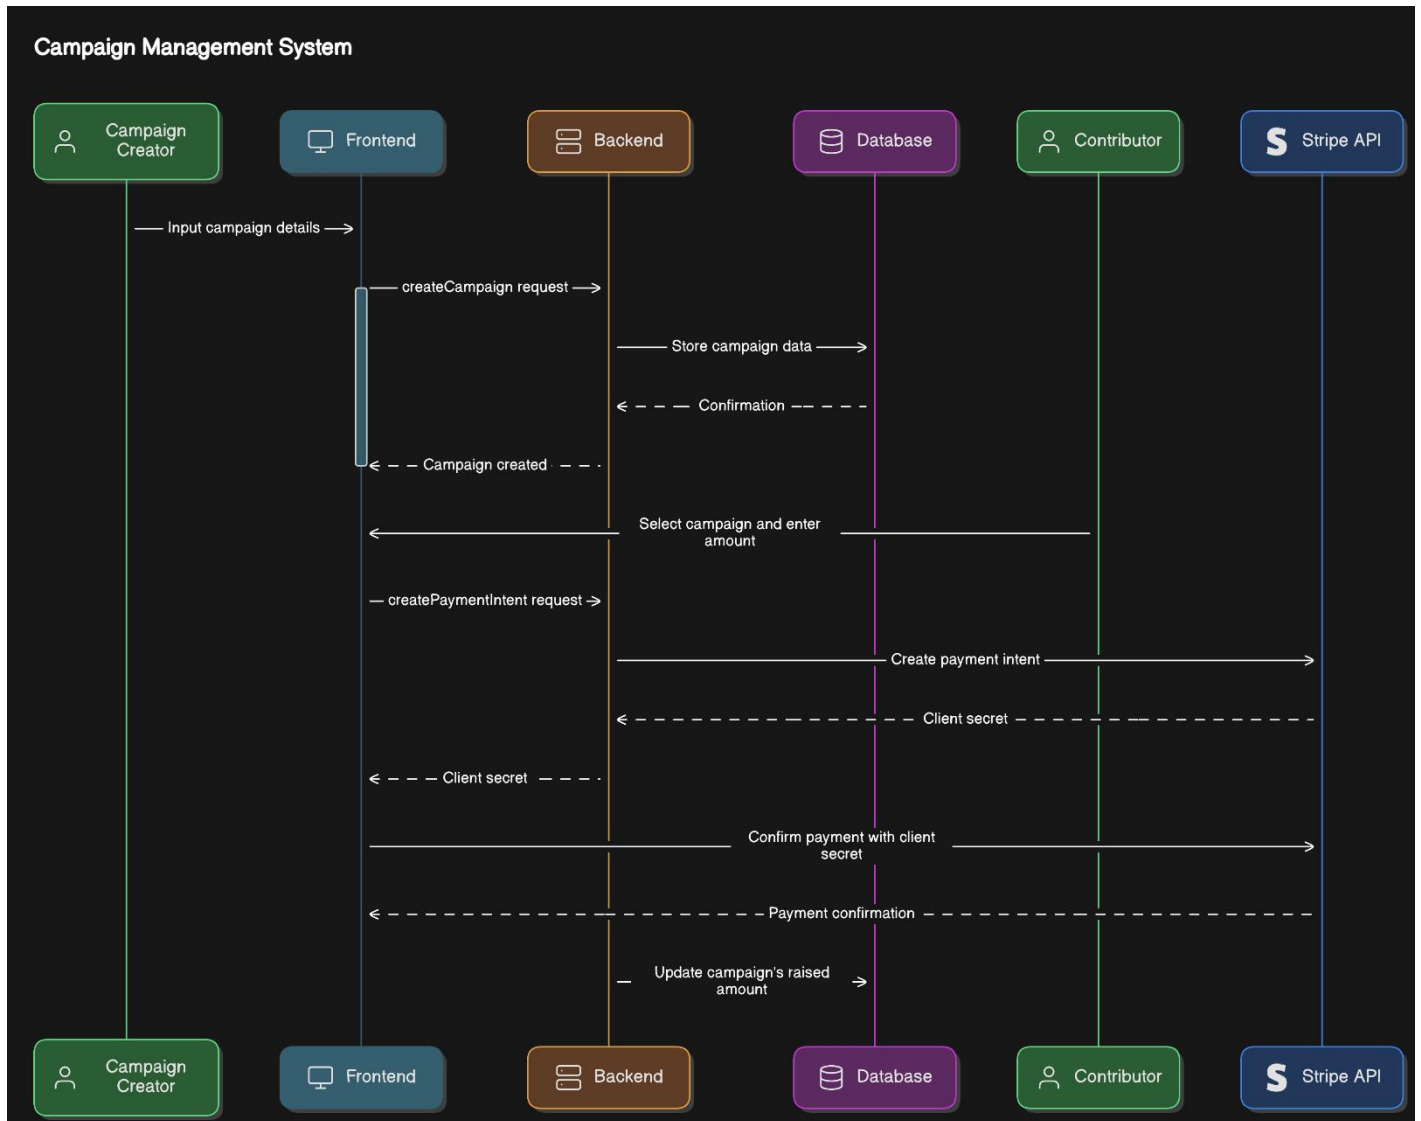 Campaign Management System
Campaign
Creator
Frontend
Backend
Database
Contributor
Stripe API
Input campaign details
createCampaign request
Store campaign data
Confirmation
Campaign created
Select campaign and enter
amount
createPaymentIntent request
Create payment intent
Client secret
Client secret
Confirm payment with client
secret
Payment confirmation
Update campaign's raised
amount
Campaign
Creator
Frontend
Backend
Database
Contributor
Stripe API